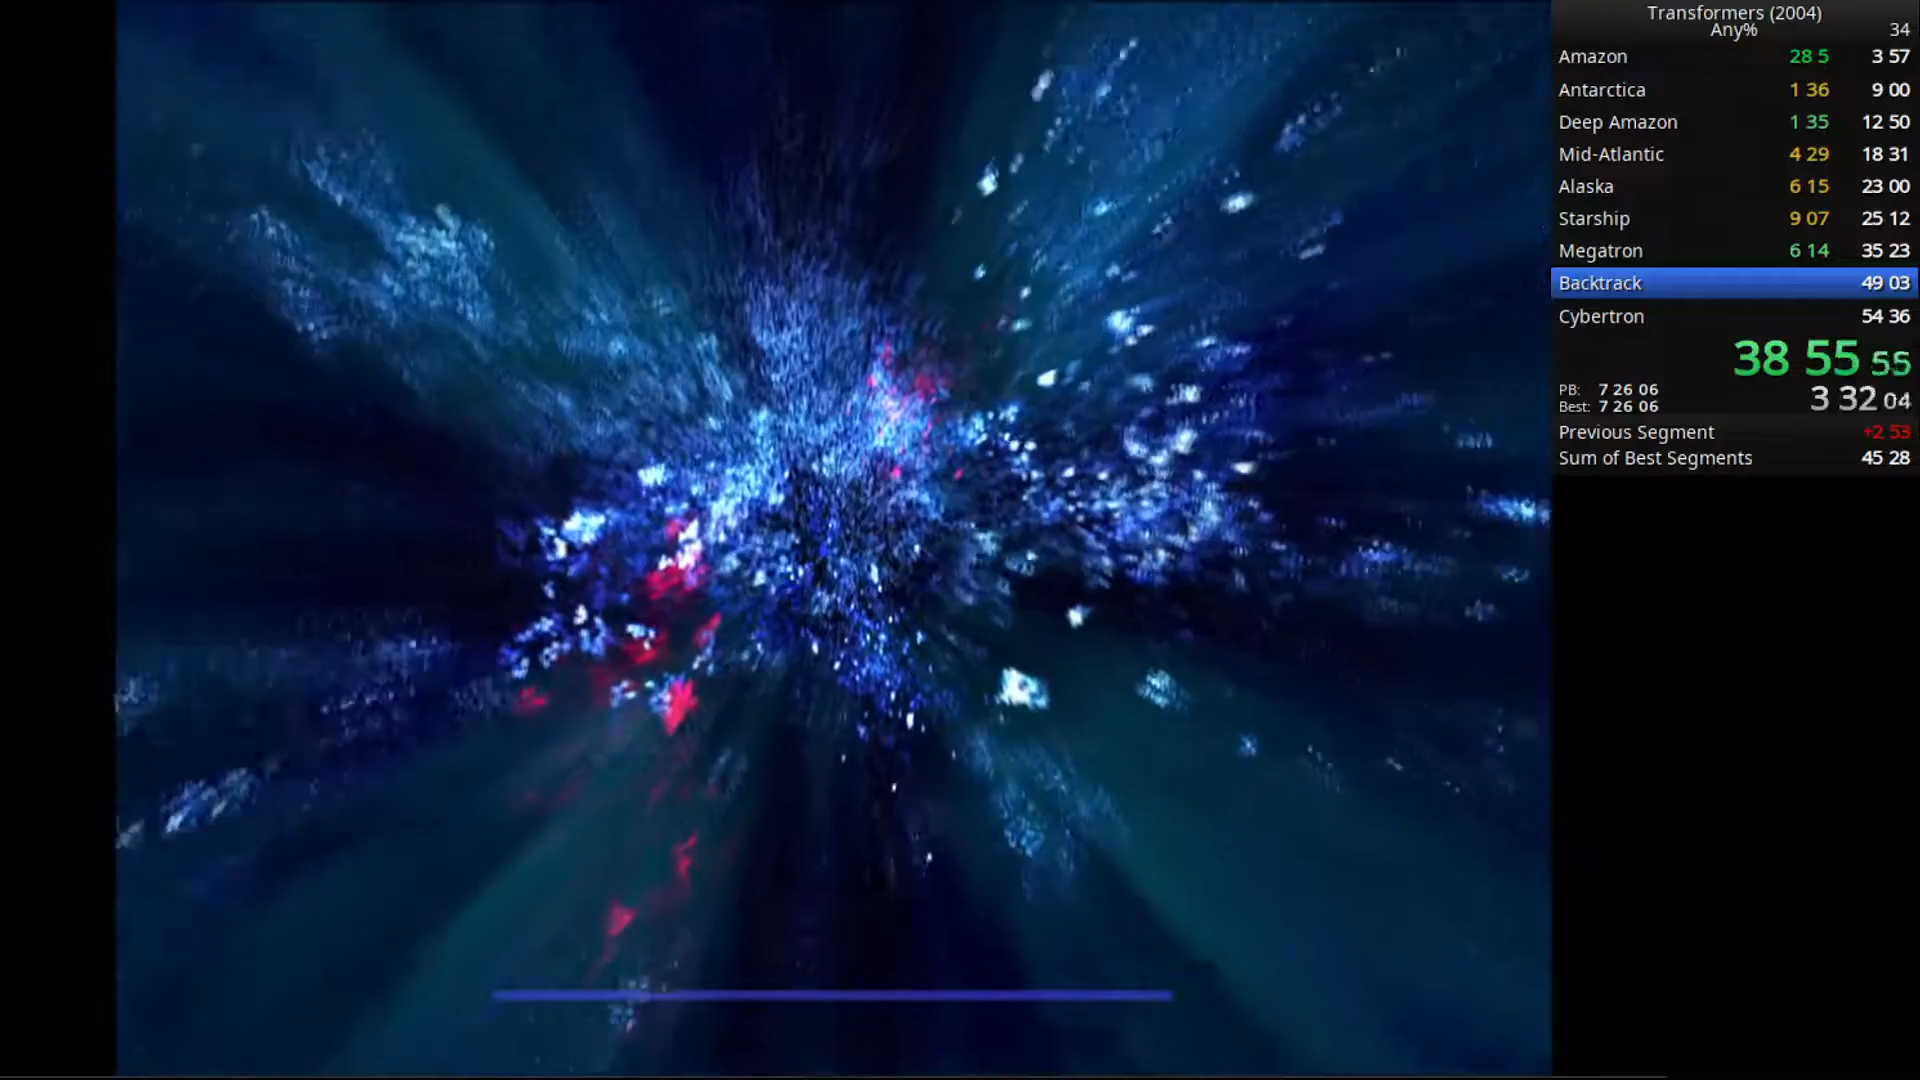 Transformers (2004)
Any% 34
Amazon 28 5 3 57
Antarctica 1 36 9 00
Deep Amazon 1 35 12 50
Mid-Atlantic 4 29 18 31
Alaska 6 15 23 00
Starship 9 07 25 12
Megatron 6 14 35 23
Backtrack 49 03
Cybertron 54 36
38 55 55
PB: 7 26 06
Best: 7 26 06
3 32 04
Previous Segment +2 53
Sum of Best Segments 45 28